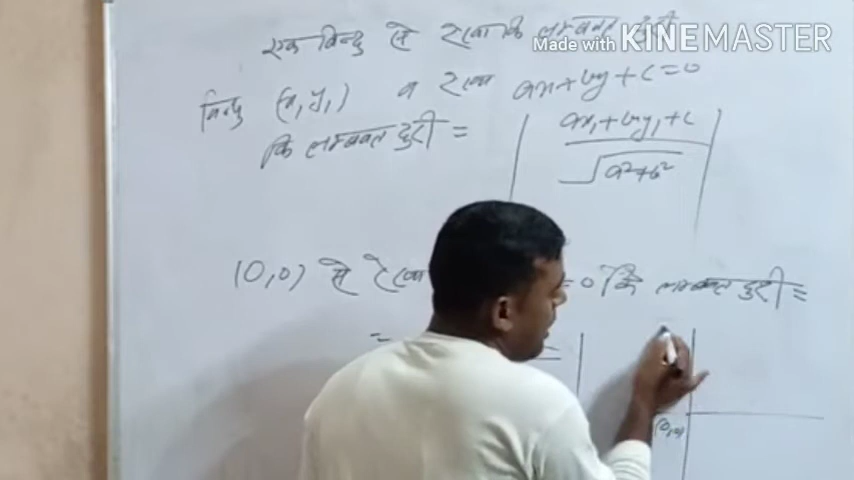 एक बिन्दु से रेखा कि लम्बवत दुरी
Made with KINEMASTER
बिन्दु (x, y₁) व रेखा ax+by+c=0
कि लम्बवत दुरी = | ax₁+by₁+c / √a²+b² |
(0,0) से रेखा =0 कि लम्बवत दुरी =
=
(0,0)